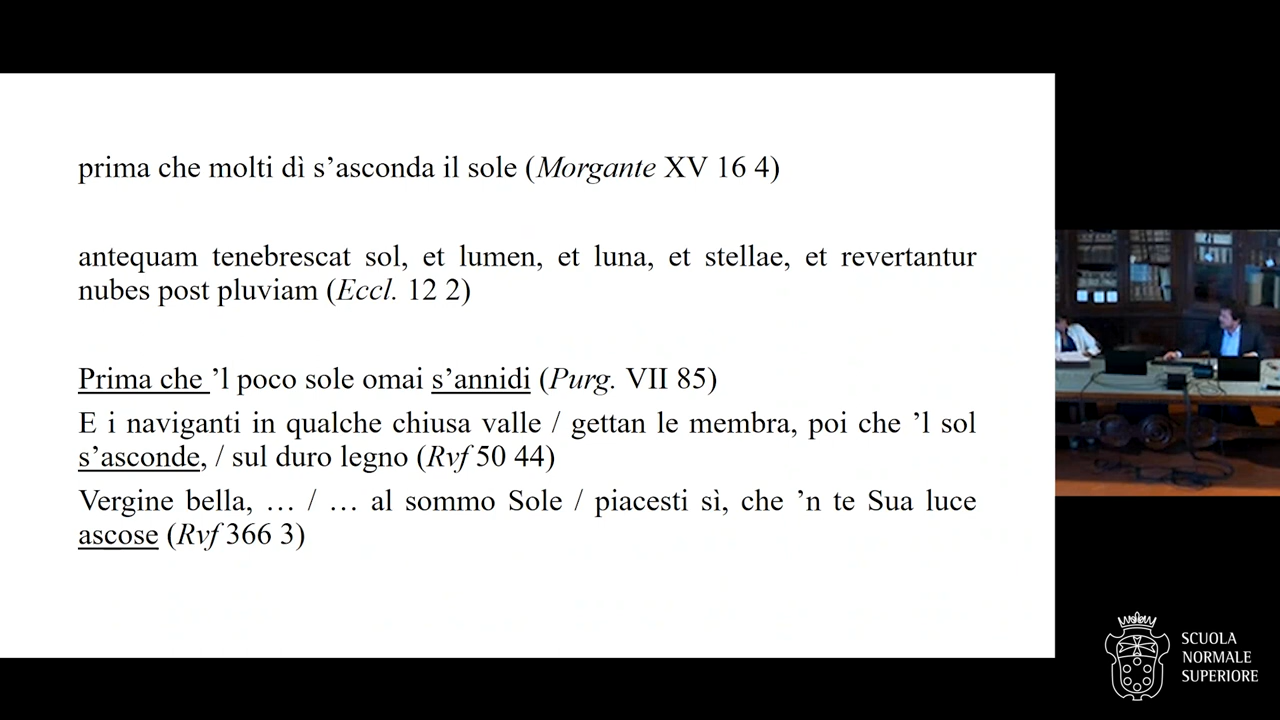 prima che molti dì s’asconda il sole (Morgante XV 16 4)
antequam tenebrescat sol, et lumen, et luna, et stellae, et revertantur
nubes post pluviam (Eccl. 12 2)
Prima che ’l poco sole omai s’annidi (Purg. VII 85)
E i naviganti in qualche chiusa valle / gettan le membra, poi che ’l sol
s’asconde, / sul duro legno (Rvf 50 44)
Vergine bella, … / … al sommo Sole / piacesti sì, che ’n te Sua luce
ascose (Rvf 366 3)
SCUOLA
NORMALE
SUPERIORE